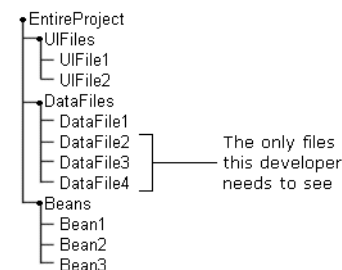 EntireProject
UIFiles
UIFile1
UIFile2
DataFiles
DataFile1
DataFile2
DataFile3
DataFile4
The only files
this developer
needs to see
Beans
Bean1
Bean2
Bean3